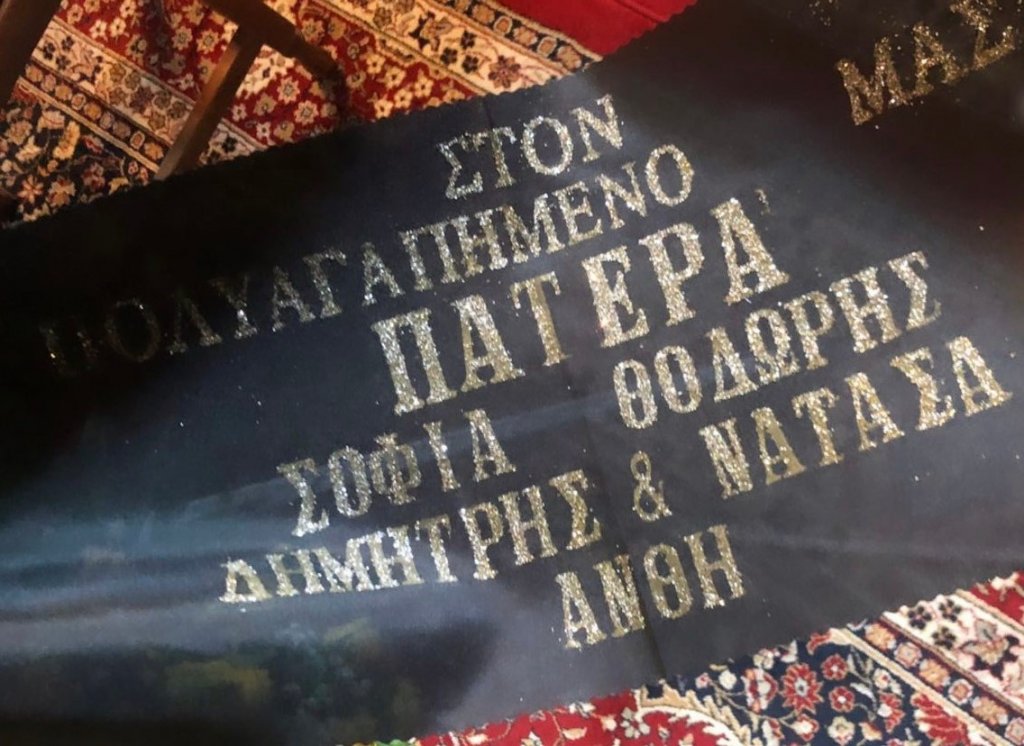 ΣΤΟΝ
ΠΟΛΥΑΓΑΠΗΜΕΝΟ
ΠΑΤΕΡΑ
ΣΟΦΙΑ ΘΟΔΩΡΗΣ
ΔΗΜΗΤΡΗΣ & ΝΑΤΑΣΑ
ΑΝΘΗ
ΜΑΣ